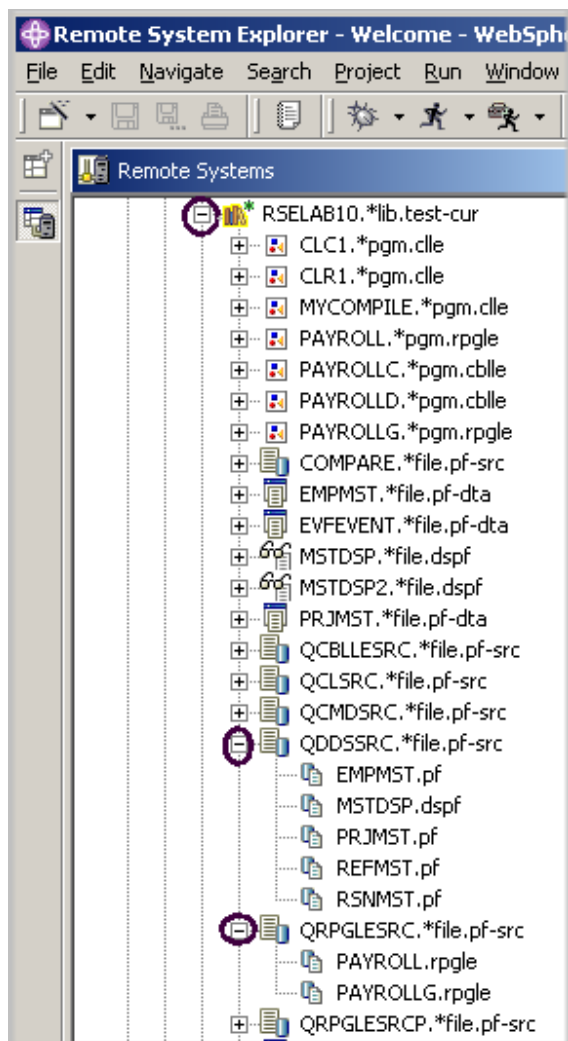 Remote System Explorer - Welcome - WebSph
File Edit Navigate Search Project Run Window
Remote Systems
RSELAB10.*lib.test-cur
CLC1.*pgm.clle
CLR1.*pgm.clle
MYCOMPILE.*pgm.clle
PAYROLL.*pgm.rpgle
PAYROLLC.*pgm.cblle
PAYROLLD.*pgm.cblle
PAYROLLG.*pgm.rpgle
COMPARE.*file.pf-src
EMPMST.*file.pf-dta
EVFEVENT.*file.pf-dta
MSTDSP.*file.dspf
MSTDSP2.*file.dspf
PRJMST.*file.pf-dta
QCBLLESRC.*file.pf-src
QCLSRC.*file.pf-src
QCMDSRC.*file.pf-src
QDDSSRC.*file.pf-src
EMPMST.pf
MSTDSP.dspf
PRJMST.pf
REFMST.pf
RSNMST.pf
QRPGLESRC.*file.pf-src
PAYROLL.rpgle
PAYROLLG.rpgle
QRPGLESRCP.*file.pf-src